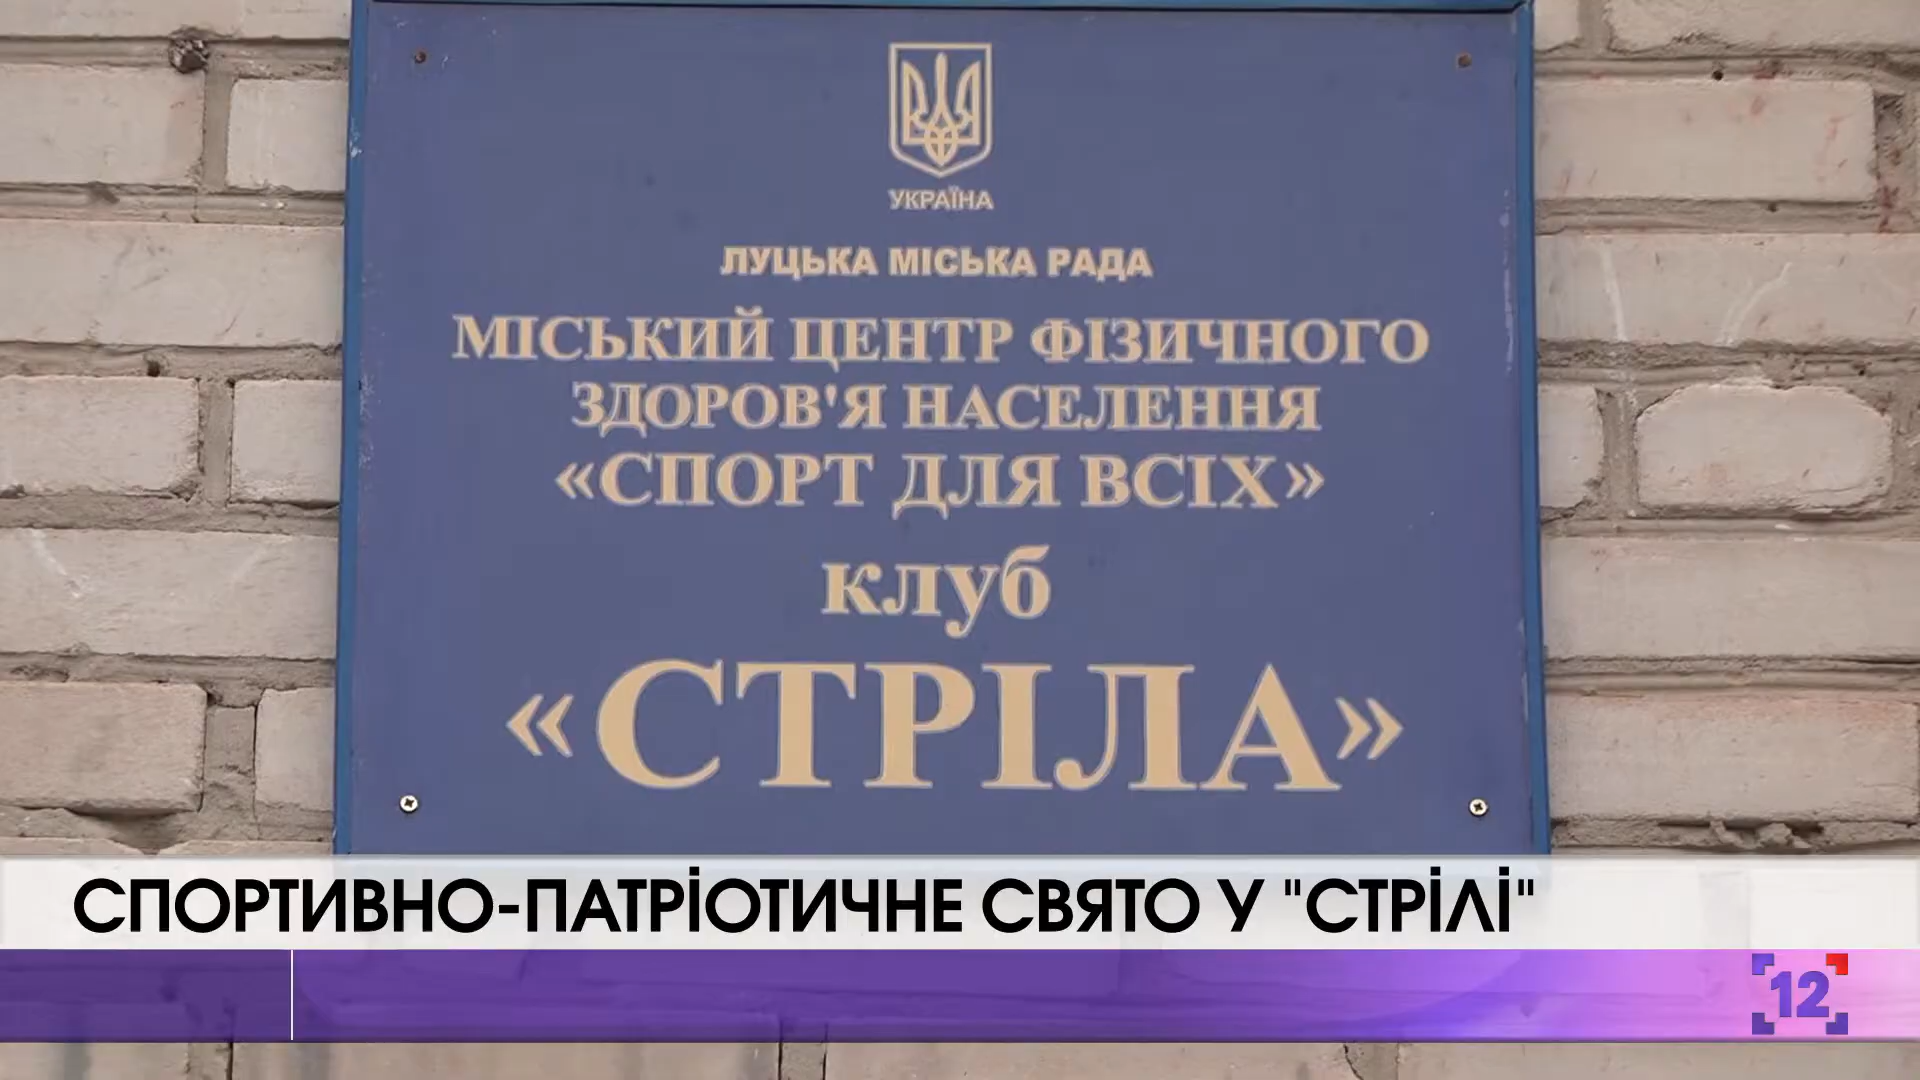 УКРАЇНА
ЛУЦЬКА МІСЬКА РАДА
МІСЬКИЙ ЦЕНТР ФІЗИЧНОГО
ЗДОРОВ'Я НАСЕЛЕННЯ
«СПОРТ ДЛЯ ВСІХ»
клуб
«СТРІЛА»
СПОРТИВНО-ПАТРІОТИЧНЕ СВЯТО У "СТРІЛІ"
12